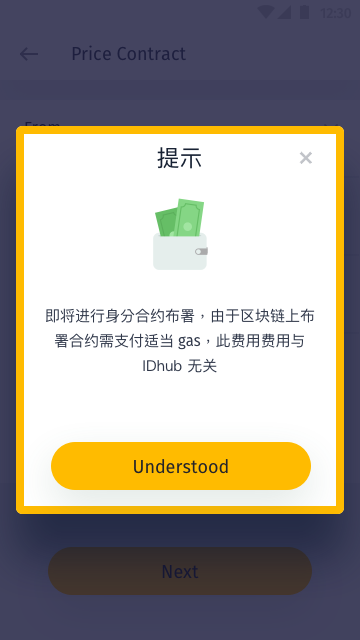 12:30
Price Contract
From
提示
即将进行身分合约布署，由于区块链上布
署合约需支付适当 gas，此费用费用与
IDhub 无关
Understood
Next